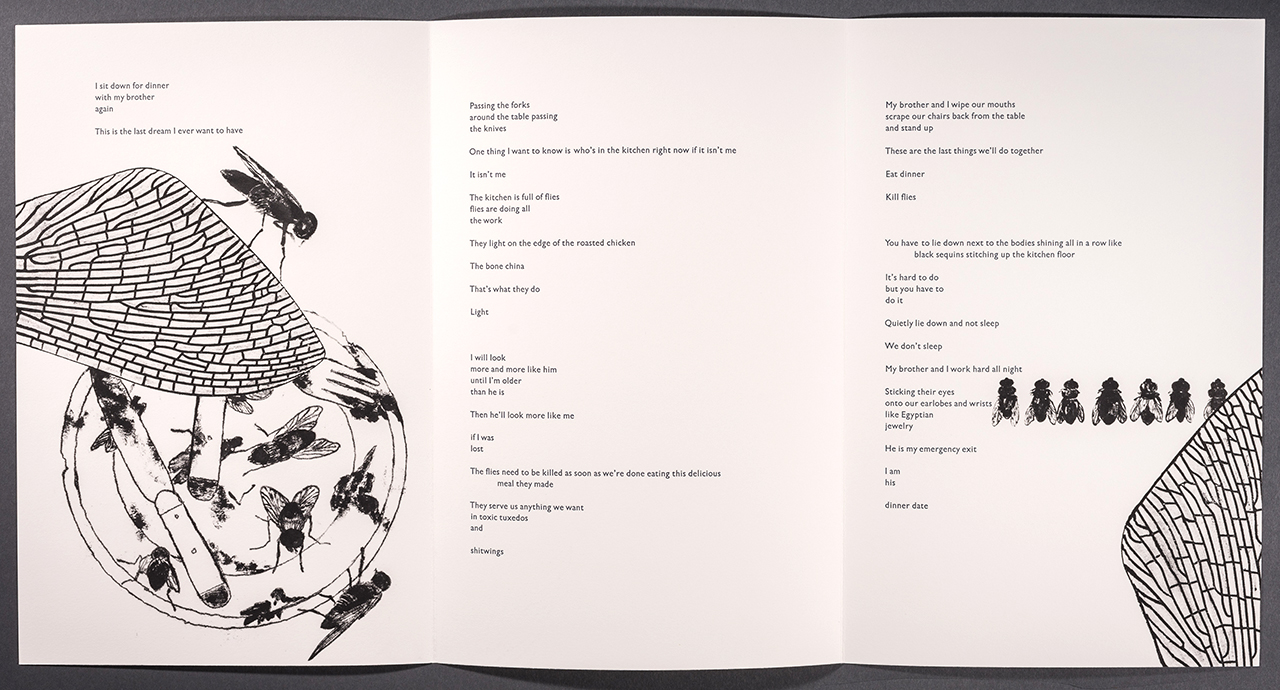 I sit down for dinner
with my brother
again
This is the last dream I ever want to have
Passing the forks
around the table passing
the knives
One thing I want to know is who's in the kitchen right now if it isn't me
It isn't me
The kitchen is full of flies
flies are doing all
the work
They light on the edge of the roasted chicken
The bone china
That's what they do
Light
I will look
more and more like him
until I'm older
than he is
Then he'll look more like me
if I was
lost
The flies need to be killed as soon as we're done eating this delicious
meal they made
They serve us anything we want
in toxic tuxedos
and
shitwings
My brother and I wipe our mouths
scrape our chairs back from the table
and stand up
These are the last things we'll do together
Eat dinner
Kill flies
You have to lie down next to the bodies shining all in a row like
black sequins stitching up the kitchen floor
It's hard to do
but you have to
do it
Quietly lie down and not sleep
We don't sleep
My brother and I work hard all night
Sticking their eyes
onto our earlobes and wrists
like Egyptian
jewelry
He is my emergency exit
I am
his
dinner date